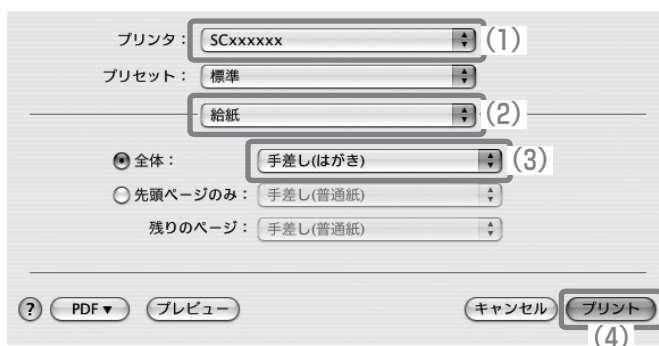 プリンタ： SCxxxxxx (1)
プリセット： 標準
給紙 (2)
全体： 手差し(はがき) (3)
先頭ページのみ： 手差し(普通紙)
残りのページ： 手差し(普通紙)
? PDF▼ プレビュー キャンセル プリント
(4)